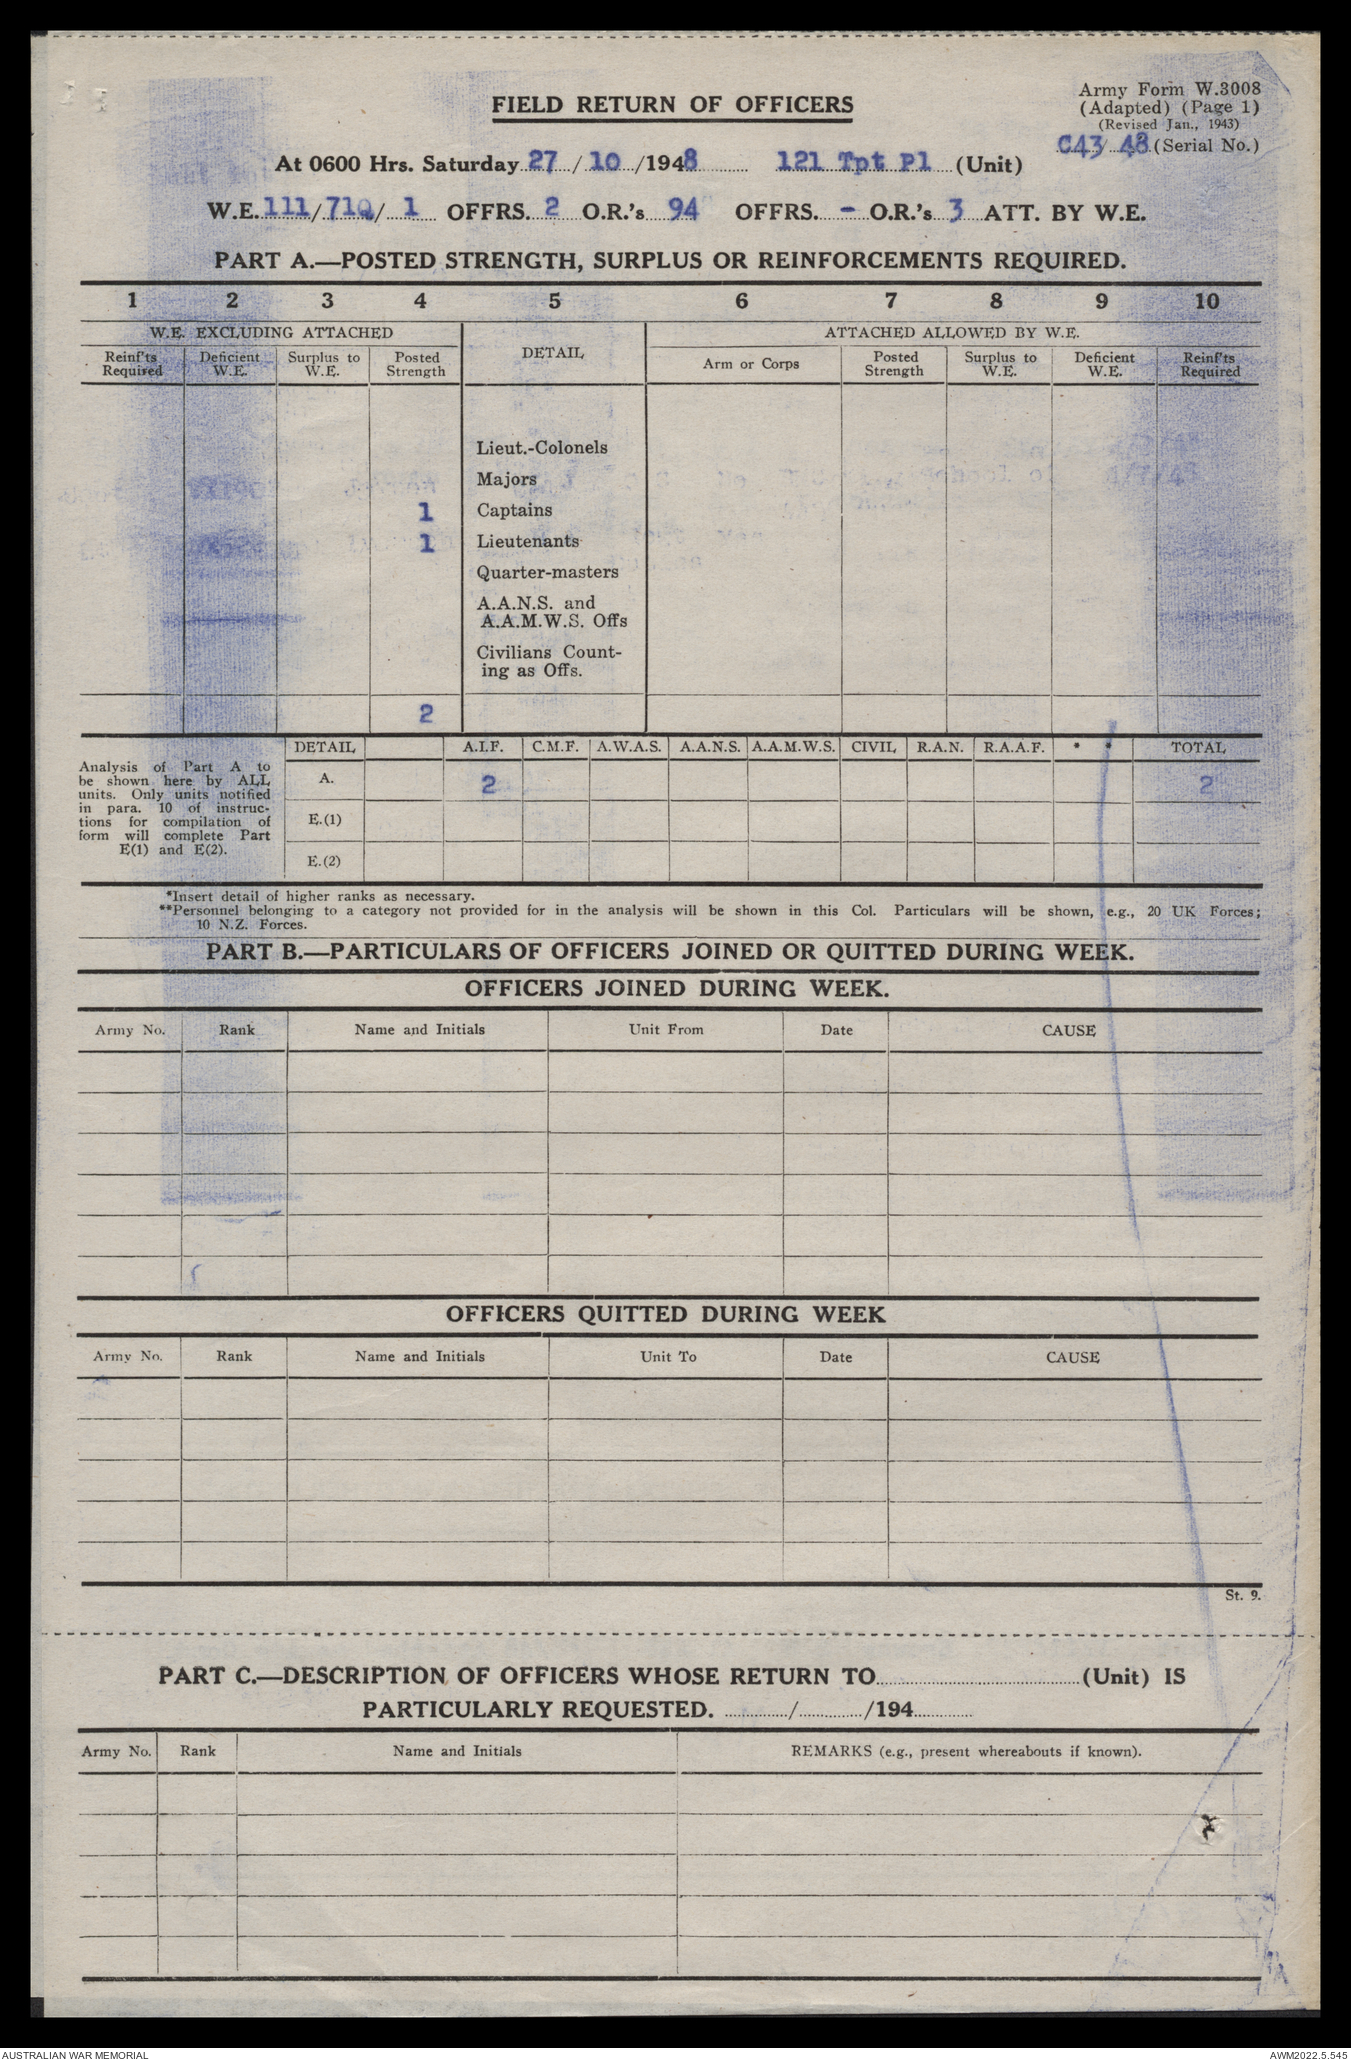 Army Form W.3008
FIELD RETURN OF OFFICERS
(Adapted) (Page 1)
(Revised Jan., 1943)
C43/48 (Serial No.)
At 0600 Hrs. Saturday 27/10/1948 121 Tpt Pl (Unit)
W.E. 111/71Q/1 OFFRS. 2 O.R.'s 94 OFFRS. - O.R.'s 3 ATT. BY W.E.
PART A.—POSTED STRENGTH, SURPLUS OR REINFORCEMENTS REQUIRED.
1 2 3 4 5 6 7 8 9 10
W.E. EXCLUDING ATTACHED DETAIL ATTACHED ALLOWED BY W.E.
Reinf'ts Required Deficient W.E. Surplus to W.E. Posted Strength Arm or Corps Posted Strength Surplus to W.E. Deficient W.E. Reinf'ts Required
Lieut.-Colonels
Majors
1 Captains
1 Lieutenants
Quarter-masters
A.A.N.S. and
A.A.M.W.S. Offs
Civilians Count-
ing as Offs.
2
DETAIL A.I.F. C.M.F. A.W.A.S. A.A.N.S. A.A.M.W.S. CIVIL R.A.N. R.A.A.F. * * TOTAL
Analysis of Part A to
be shown here by ALL
units. Only units notified
in para. 10 of instruc-
tions for compilation of
form will complete Part
E(1) and E(2).
A. 2 2
E.(1)
E.(2)
*Insert detail of higher ranks as necessary.
**Personnel belonging to a category not provided for in the analysis will be shown in this Col. Particulars will be shown, e.g., 20 UK Forces;
10 N.Z. Forces.
PART B.—PARTICULARS OF OFFICERS JOINED OR QUITTED DURING WEEK.
OFFICERS JOINED DURING WEEK.
Army No. Rank Name and Initials Unit From Date CAUSE
OFFICERS QUITTED DURING WEEK
Army No. Rank Name and Initials Unit To Date CAUSE
St. 9.
PART C.—DESCRIPTION OF OFFICERS WHOSE RETURN TO (Unit) IS
PARTICULARLY REQUESTED. / /194
Army No. Rank Name and Initials REMARKS (e.g., present whereabouts if known).
AUSTRALIAN WAR MEMORIAL AWM2022.5.545